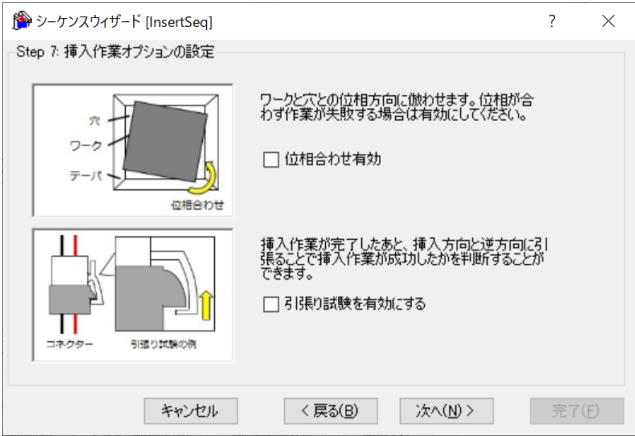 シーケンスウィザード [InsertSeq]
Step 7: 挿入作業オプションの設定
穴
ワーク
テーパ
位相合わせ
ワークと穴との位相方向に倣わせます。位相が合
わず作業が失敗する場合は有効にしてください。
位相合わせ有効
コネクター
引張り試験の例
挿入作業が完了したあと、挿入方向と逆方向に引
張ることで挿入作業が成功したかを判断することが
できます。
引張り試験を有効にする
キャンセル
< 戻る(B)
次へ(N) >
完了(F)